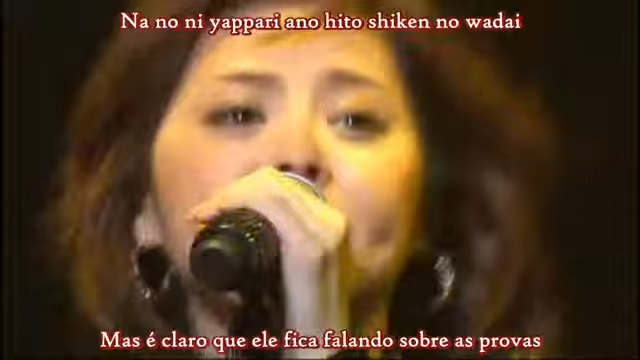 Na no ni yappari ano hito shiken no wadai
Mas é claro que ele fica falando sobre as provas